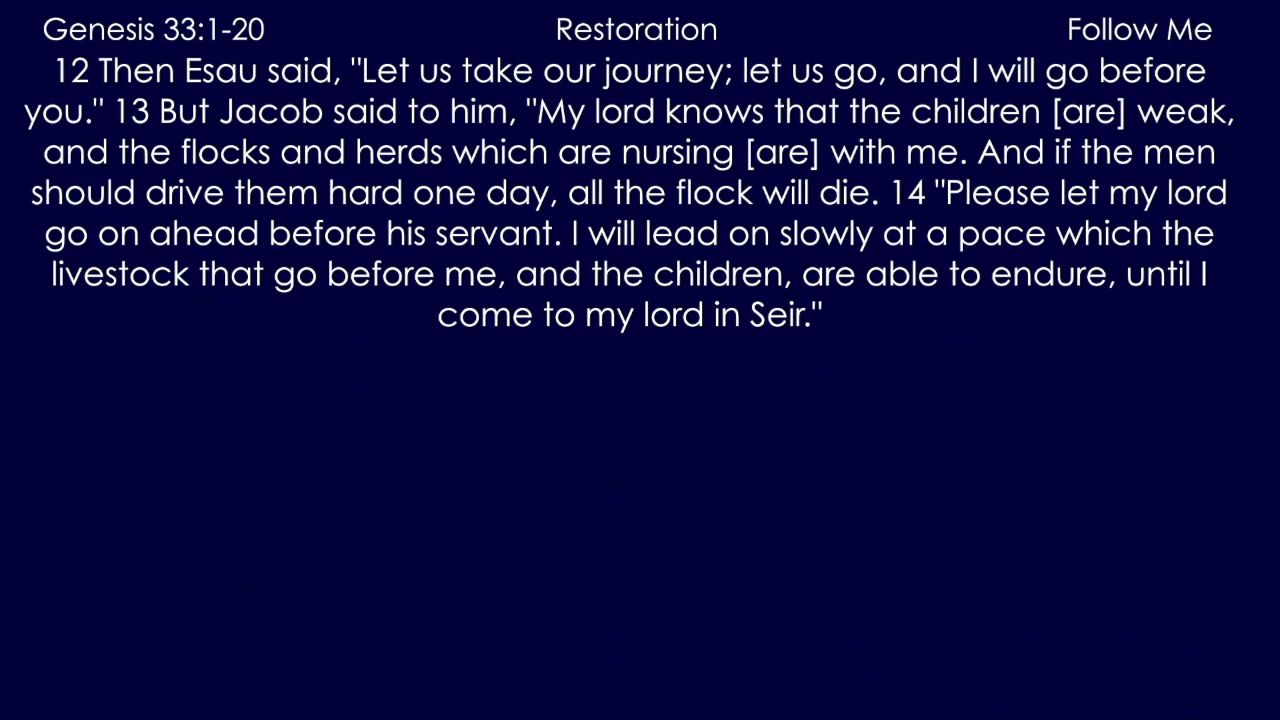 Genesis 33:1-20 Restoration Follow Me
12 Then Esau said, "Let us take our journey; let us go, and I will go before
you." 13 But Jacob said to him, "My lord knows that the children [are] weak,
and the flocks and herds which are nursing [are] with me. And if the men
should drive them hard one day, all the flock will die. 14 "Please let my lord
go on ahead before his servant. I will lead on slowly at a pace which the
livestock that go before me, and the children, are able to endure, until I
come to my lord in Seir."